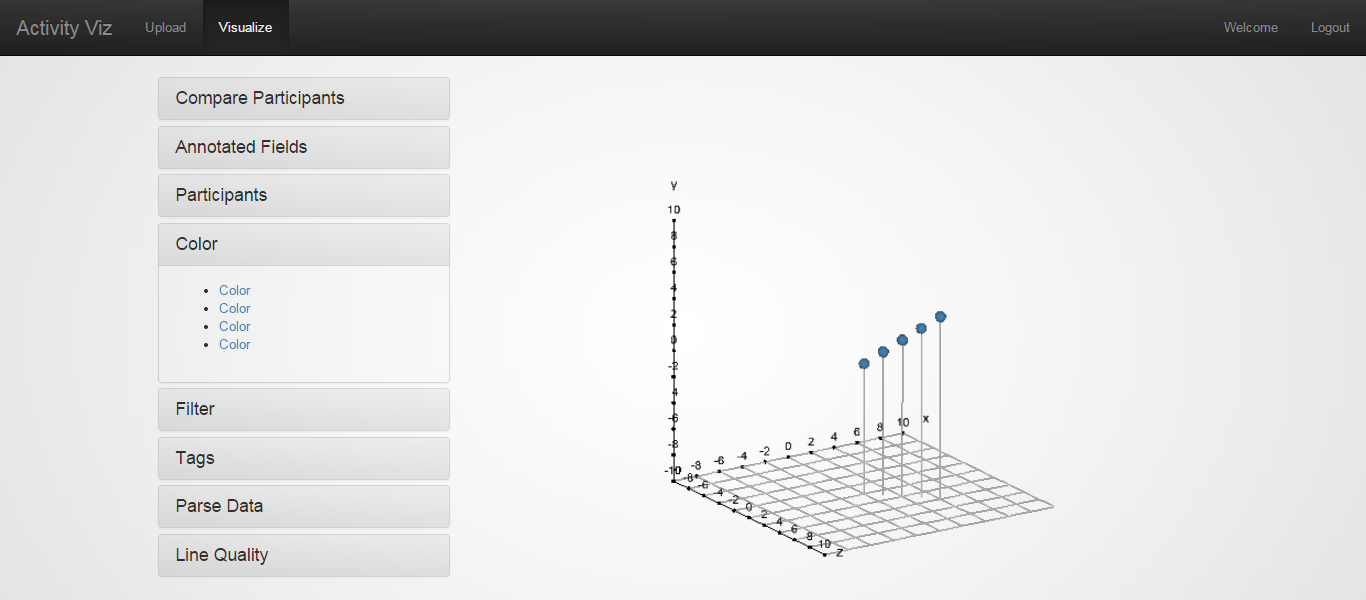 Activity Viz Upload Visualize Welcome Logout
Compare Participants
Annotated Fields
Participants
Color
Color
Color
Color
Color
Filter
Tags
Parse Data
Line Quality
y
10
8
6
4
2
0
-2
-4
-6
-8
-10
-8
-6
-4
-2
0
2
4
6
8
10
x
-8
-6
-4
-2
0
2
4
6
8
10
z